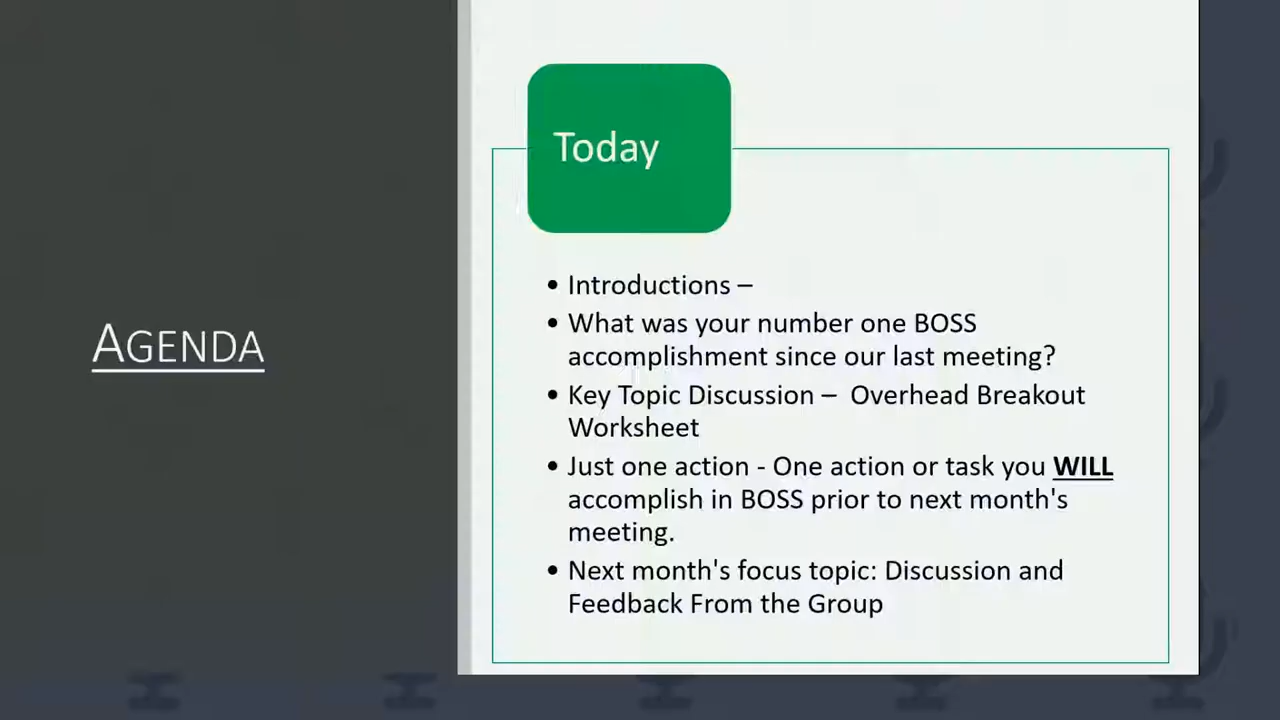 AGENDA
Today
• Introductions –
• What was your number one BOSS
accomplishment since our last meeting?
• Key Topic Discussion –  Overhead Breakout
Worksheet
• Just one action - One action or task you WILL
accomplish in BOSS prior to next month's
meeting.
• Next month's focus topic: Discussion and
Feedback From the Group